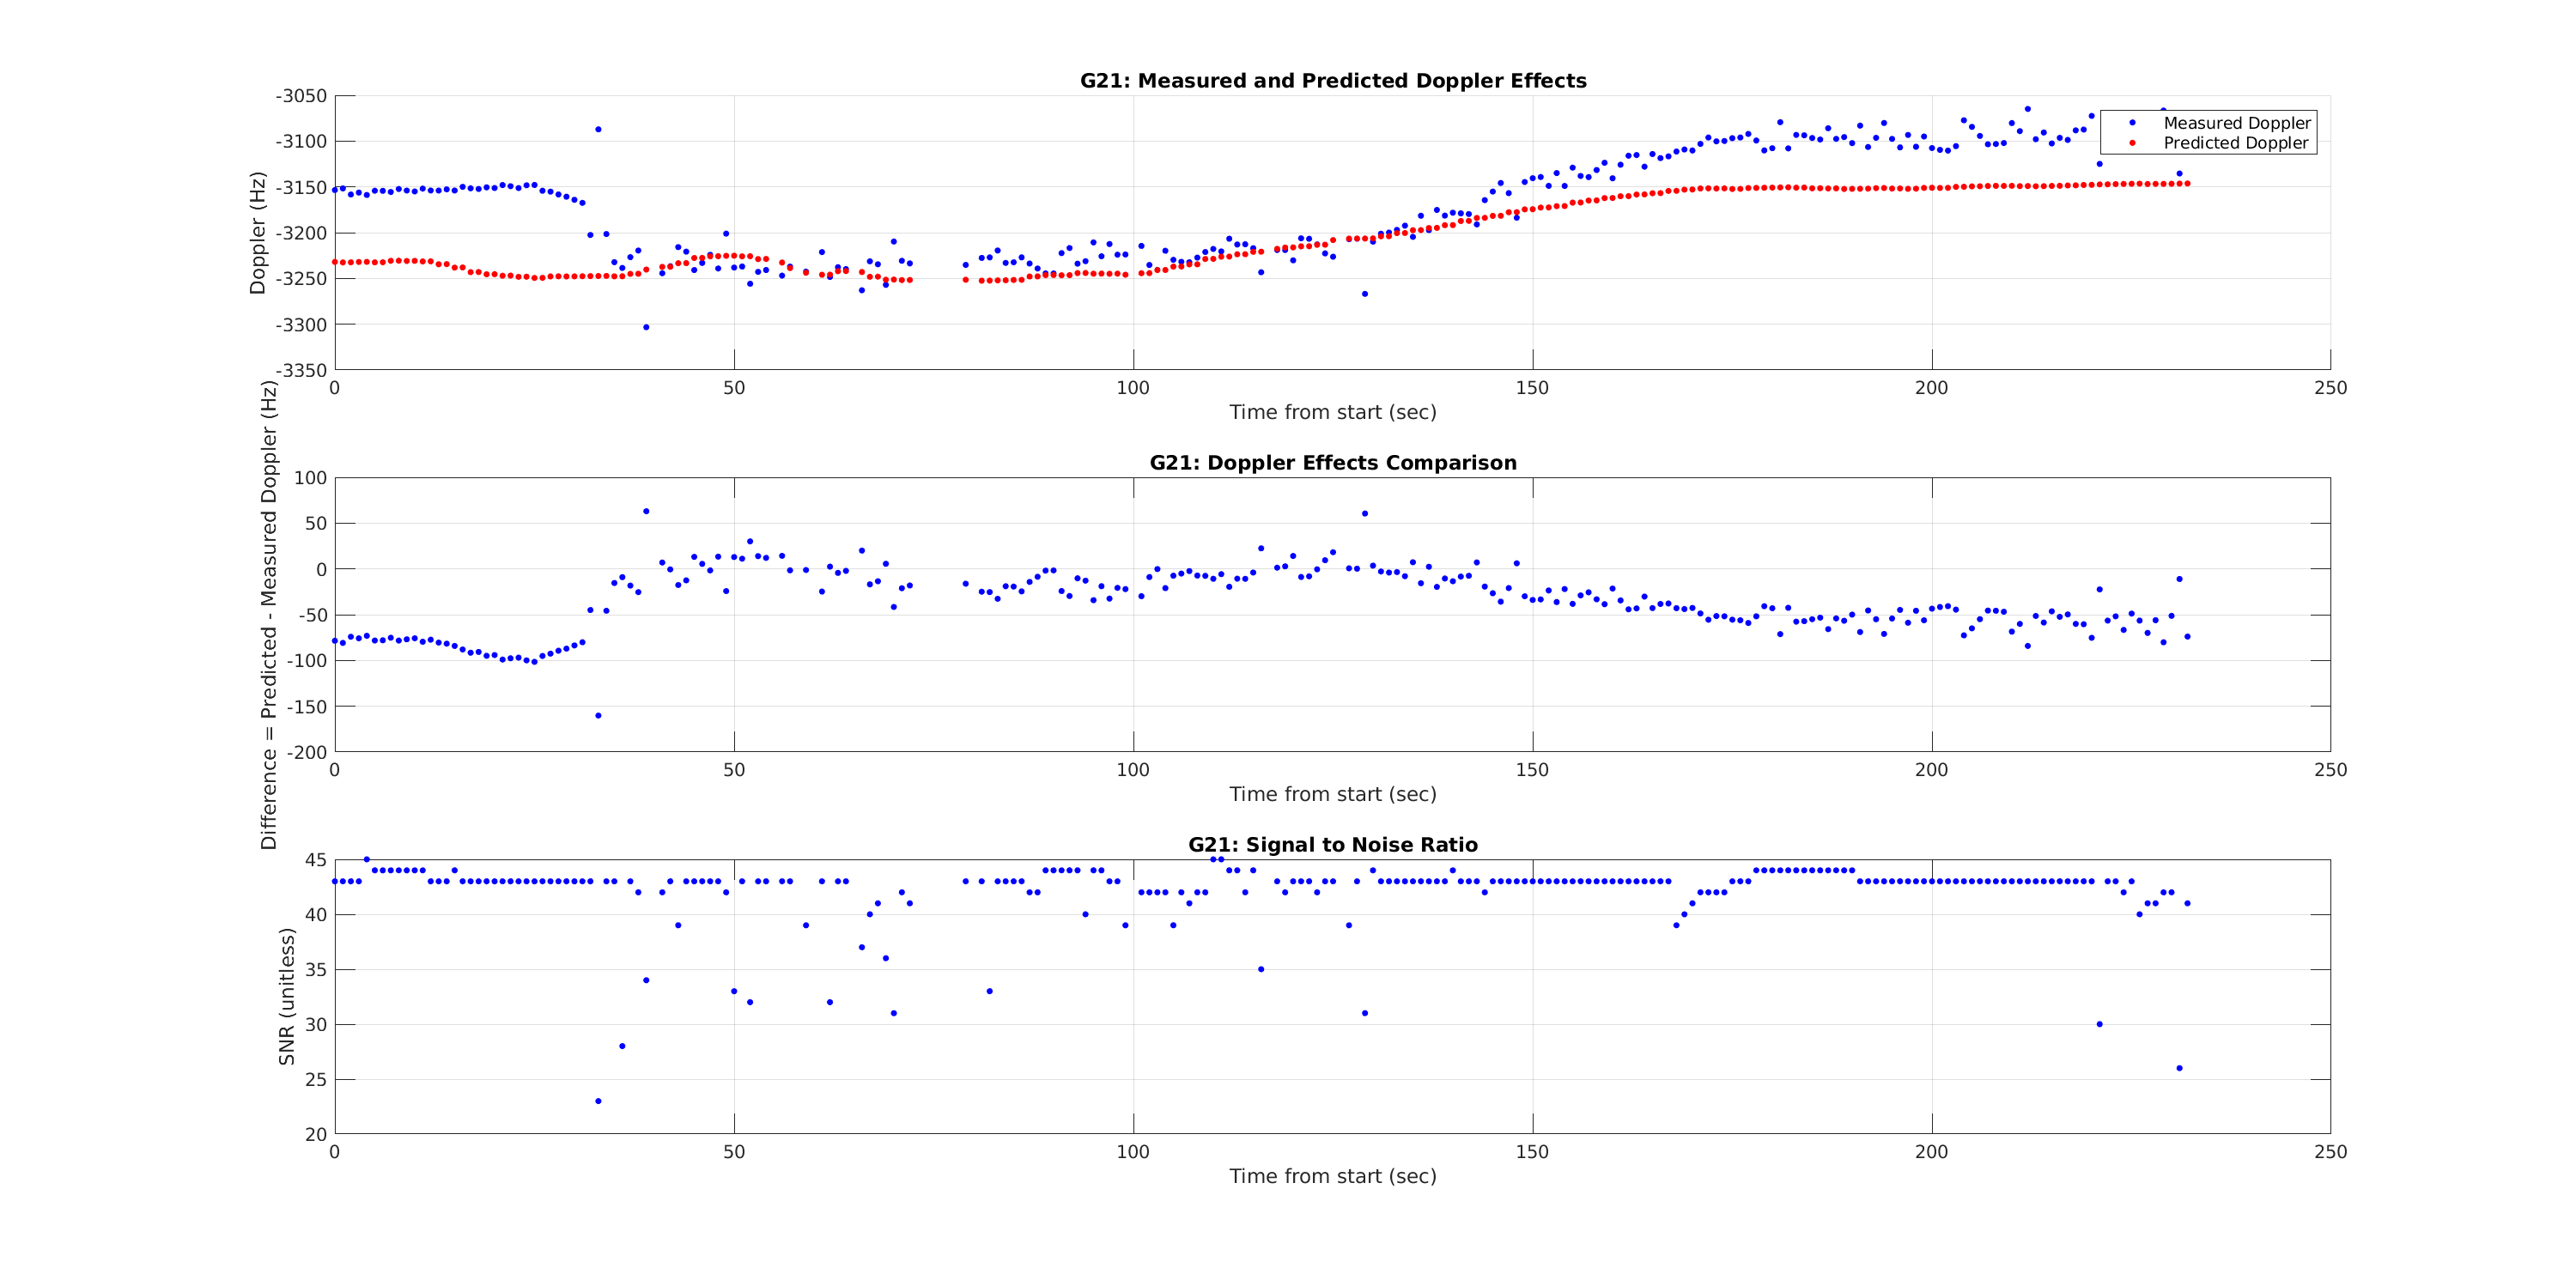 G21: Measured and Predicted Doppler Effects
Doppler (Hz)
-3050
-3100
-3150
-3200
-3250
-3300
-3350
Measured Doppler
Predicted Doppler
0 50 100 150 200 250
Time from start (sec)
G21: Doppler Effects Comparison
Difference = Predicted - Measured Doppler (Hz)
100
50
0
-50
-100
-150
-200
0 50 100 150 200 250
Time from start (sec)
G21: Signal to Noise Ratio
SNR (unitless)
45
40
35
30
25
20
0 50 100 150 200 250
Time from start (sec)